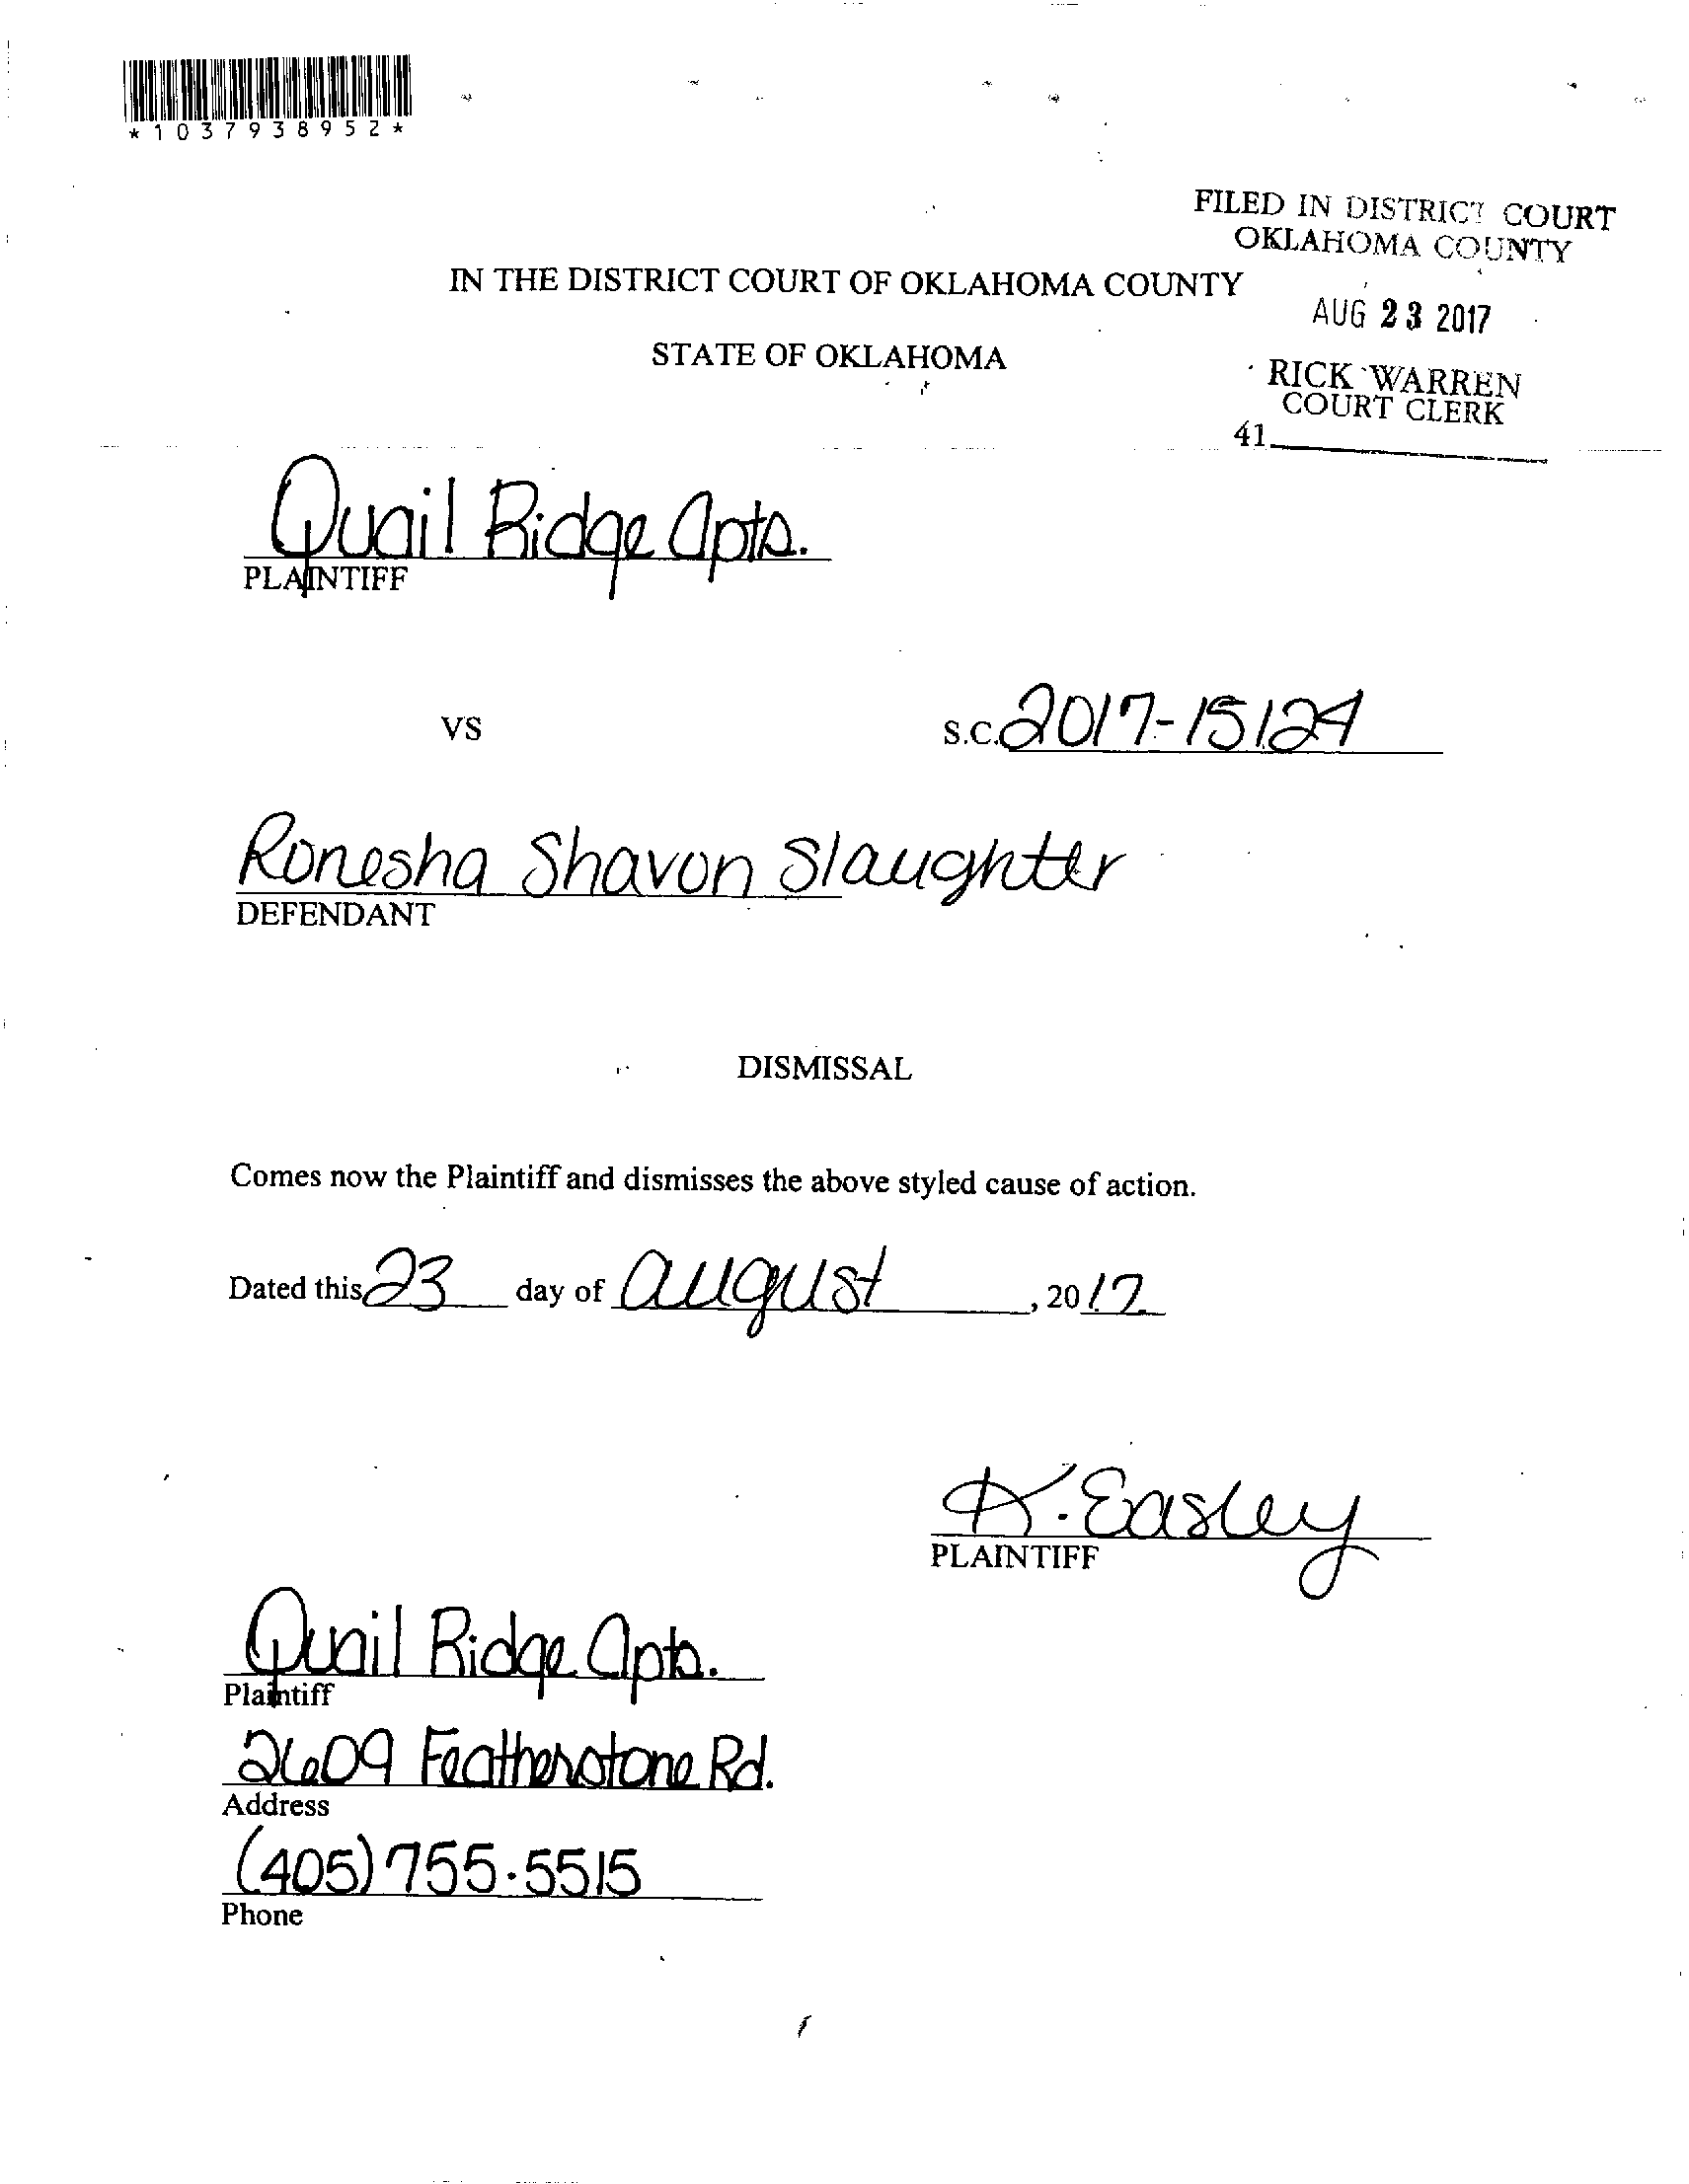 *1037938952*
FILED IN DISTRICT COURT
OKLAHOMA COUNTY
IN THE DISTRICT COURT OF OKLAHOMA COUNTY
AUG 23 2017
STATE OF OKLAHOMA
RICK WARREN
COURT CLERK
41
Quail Ridge Apts.
PLAINTIFF
VS
S.C. 2017-15124
Ronesha Shavon Slaughter
DEFENDANT
DISMISSAL
Comes now the Plaintiff and dismisses the above styled cause of action.
Dated this 23 day of august, 2017
K. Easley
PLAINTIFF
Quail Ridge Apts.
Plaintiff
2609 Featherstone Rd.
Address
(405) 755-5515
Phone